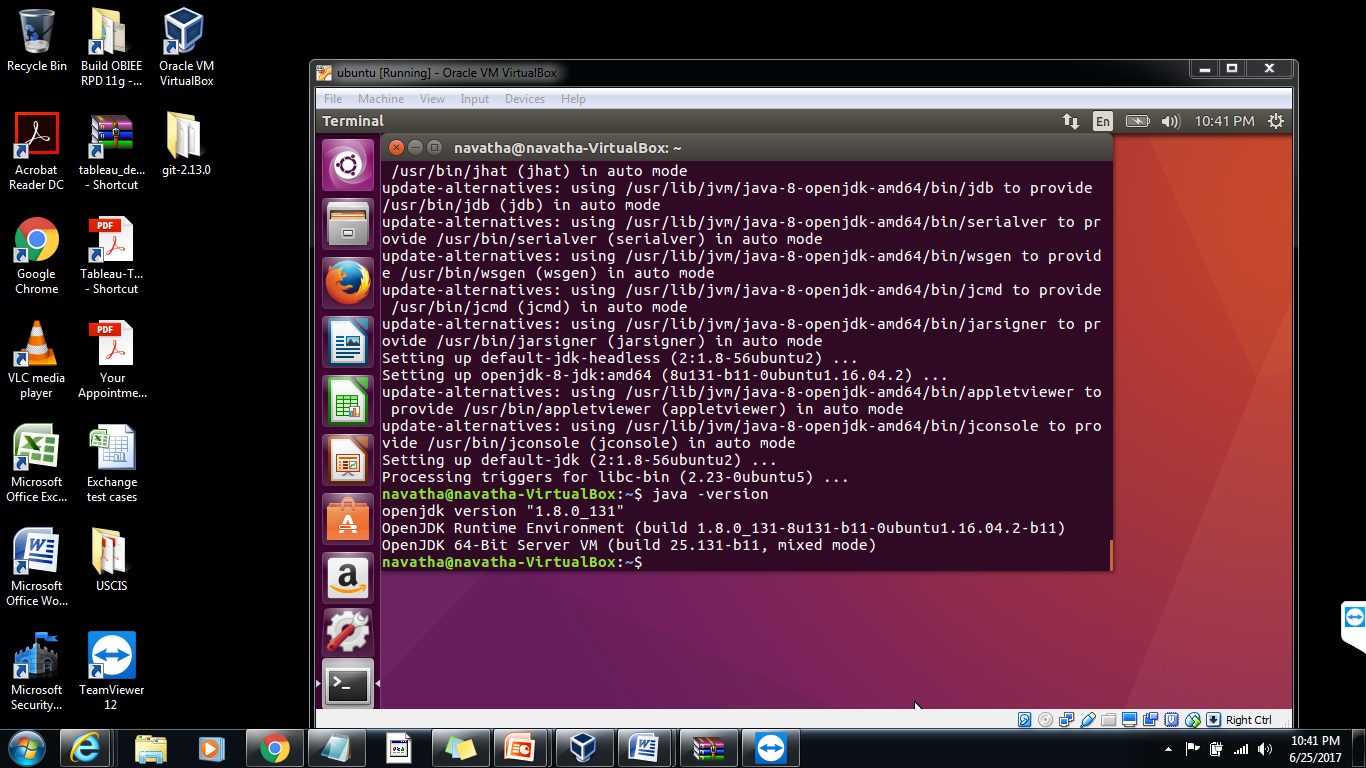 Recycle Bin
Build OBIEE
RPD 11g -...
Oracle VM
VirtualBox
Acrobat
Reader DC
tableau_de...
- Shortcut
git-2.13.0
Google
Chrome
PDF
Tableau-T...
- Shortcut
VLC media
player
PDF
Your
Appointme...
Microsoft
Office Exc...
Exchange
test cases
Microsoft
Office Wo...
USCIS
Microsoft
Security...
TeamViewer
12
ubuntu [Running] - Oracle VM VirtualBox
File Machine View Input Devices Help
Terminal En 10:41 PM
navatha@navatha-VirtualBox: ~
/usr/bin/jhat (jhat) in auto mode
update-alternatives: using /usr/lib/jvm/java-8-openjdk-amd64/bin/jdb to provide
/usr/bin/jdb (jdb) in auto mode
update-alternatives: using /usr/lib/jvm/java-8-openjdk-amd64/bin/serialver to pr
ovide /usr/bin/serialver (serialver) in auto mode
update-alternatives: using /usr/lib/jvm/java-8-openjdk-amd64/bin/wsgen to provid
e /usr/bin/wsgen (wsgen) in auto mode
update-alternatives: using /usr/lib/jvm/java-8-openjdk-amd64/bin/jcmd to provide
/usr/bin/jcmd (jcmd) in auto mode
update-alternatives: using /usr/lib/jvm/java-8-openjdk-amd64/bin/jarsigner to pr
ovide /usr/bin/jarsigner (jarsigner) in auto mode
Setting up default-jdk-headless (2:1.8-56ubuntu2) ...
Setting up openjdk-8-jdk:amd64 (8u131-b11-0ubuntu1.16.04.2) ...
update-alternatives: using /usr/lib/jvm/java-8-openjdk-amd64/bin/appletviewer to
provide /usr/bin/appletviewer (appletviewer) in auto mode
update-alternatives: using /usr/lib/jvm/java-8-openjdk-amd64/bin/jconsole to pro
vide /usr/bin/jconsole (jconsole) in auto mode
Setting up default-jdk (2:1.8-56ubuntu2) ...
Processing triggers for libc-bin (2.23-0ubuntu5) ...
navatha@navatha-VirtualBox:~$ java -version
openjdk version "1.8.0_131"
OpenJDK Runtime Environment (build 1.8.0_131-8u131-b11-0ubuntu1.16.04.2-b11)
OpenJDK 64-Bit Server VM (build 25.131-b11, mixed mode)
navatha@navatha-VirtualBox:~$
Right Ctrl
10:41 PM
6/25/2017